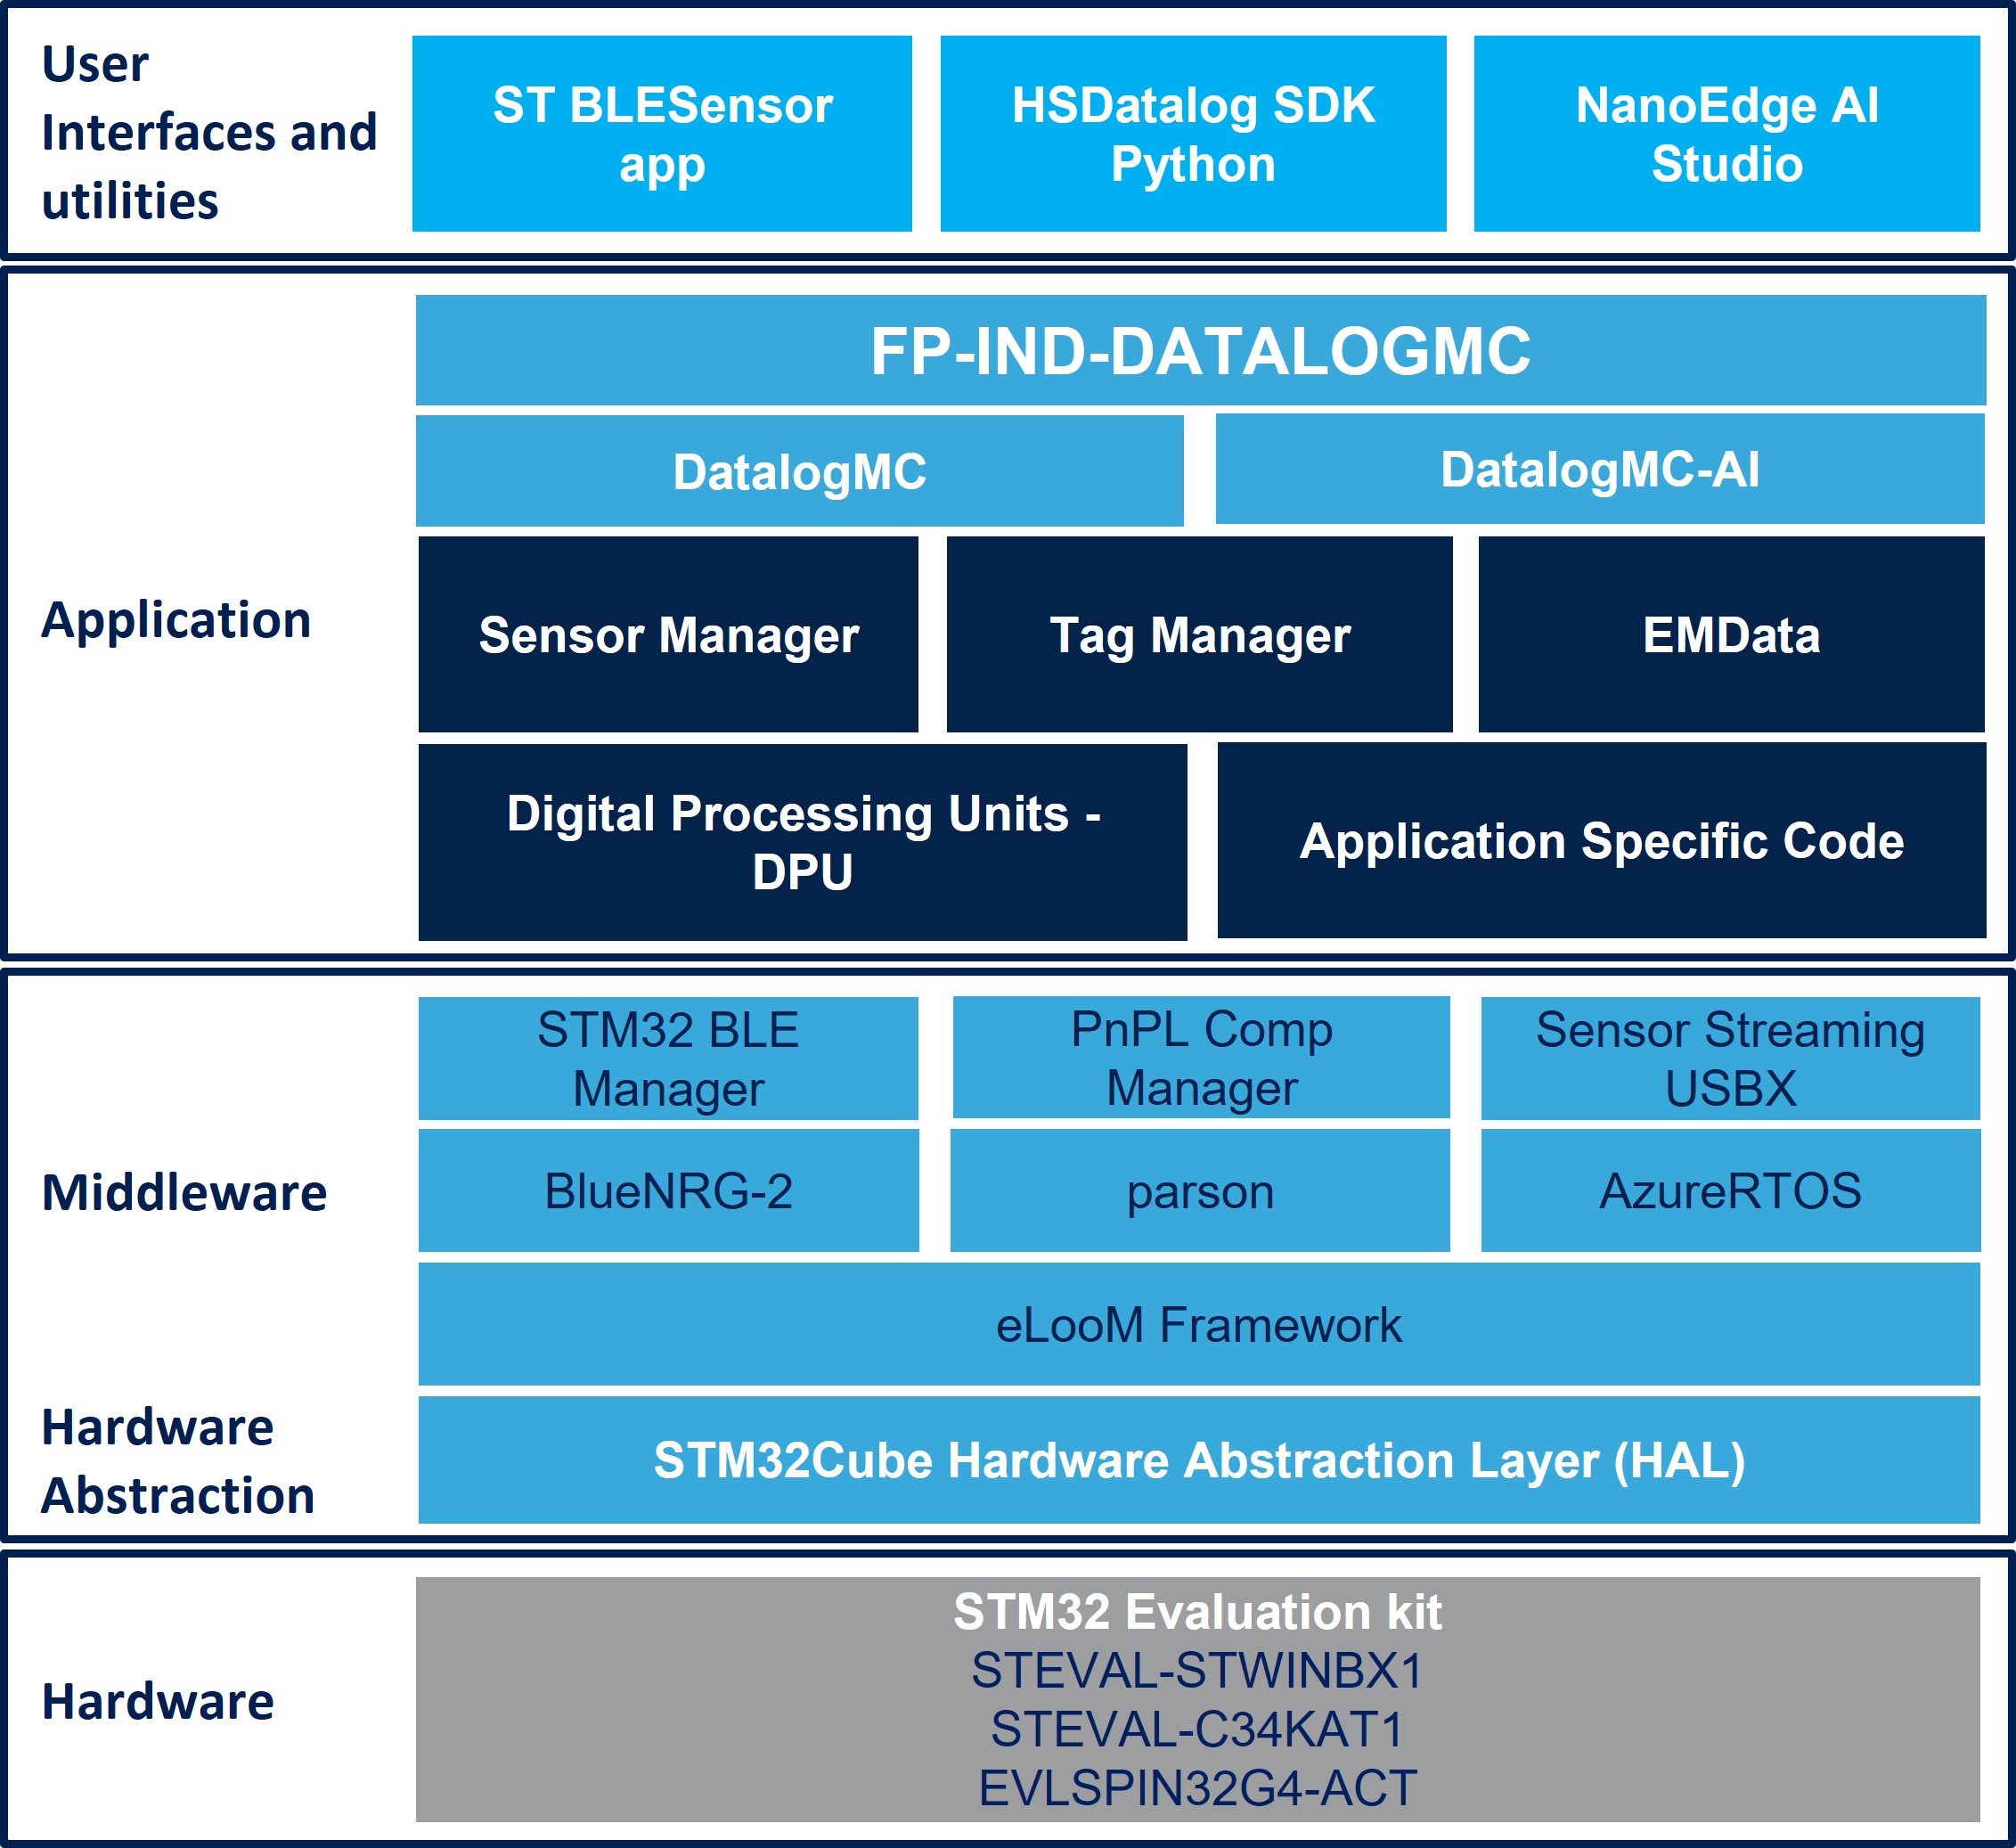 User
Interfaces and
utilities
ST BLESensor
app
HSDatalog SDK
Python
NanoEdge AI
Studio
Application
FP-IND-DATALOGMC
DatalogMC
DatalogMC-AI
Sensor Manager
Tag Manager
EMData
Digital Processing Units -
DPU
Application Specific Code
Middleware
STM32 BLE
Manager
PnPL Comp
Manager
Sensor Streaming
USBX
BlueNRG-2
parson
AzureRTOS
eLooM Framework
Hardware
Abstraction
STM32Cube Hardware Abstraction Layer (HAL)
Hardware
STM32 Evaluation kit
STEVAL-STWINBX1
STEVAL-C34KAT1
EVLSPIN32G4-ACT